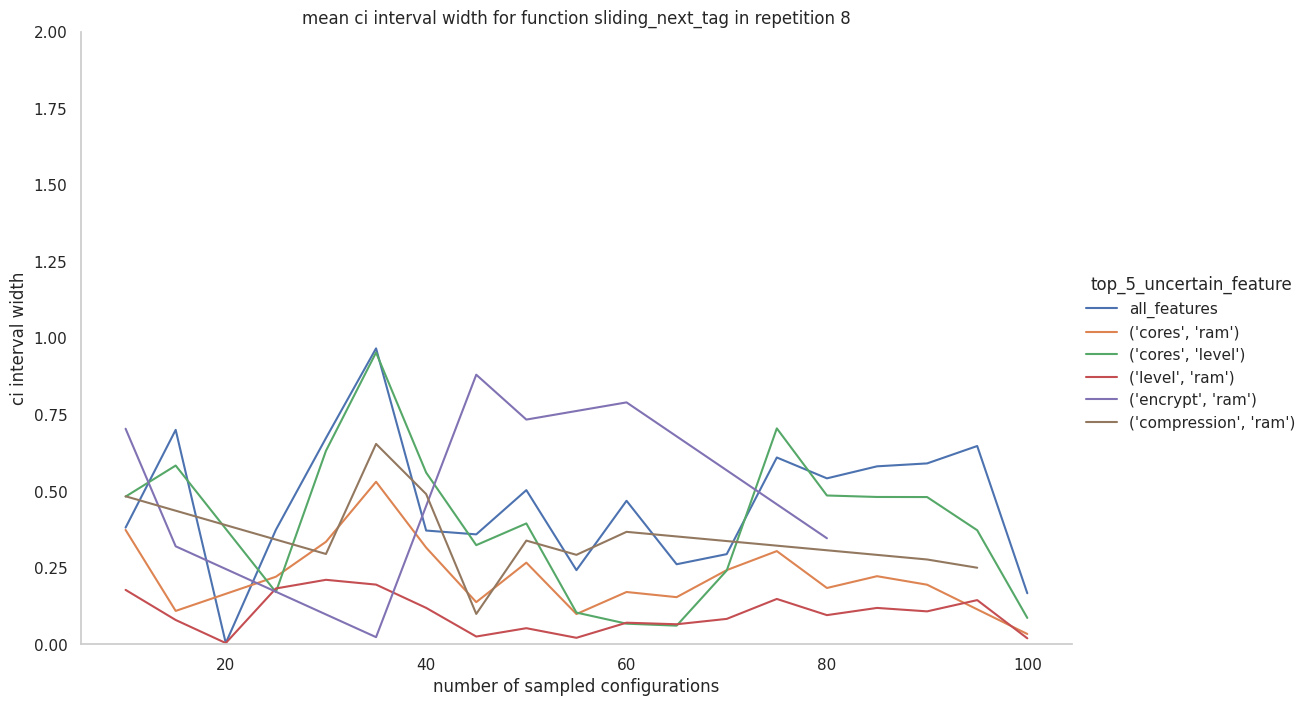 mean ci interval width for function sliding_next_tag in repetition 8
2.00
1.75
1.50
1.25
1.00
0.75
0.50
0.25
0.00
ci interval width
20
40
60
80
100
number of sampled configurations
top_5_uncertain_feature
all_features
('cores', 'ram')
('cores', 'level')
('level', 'ram')
('encrypt', 'ram')
('compression', 'ram')